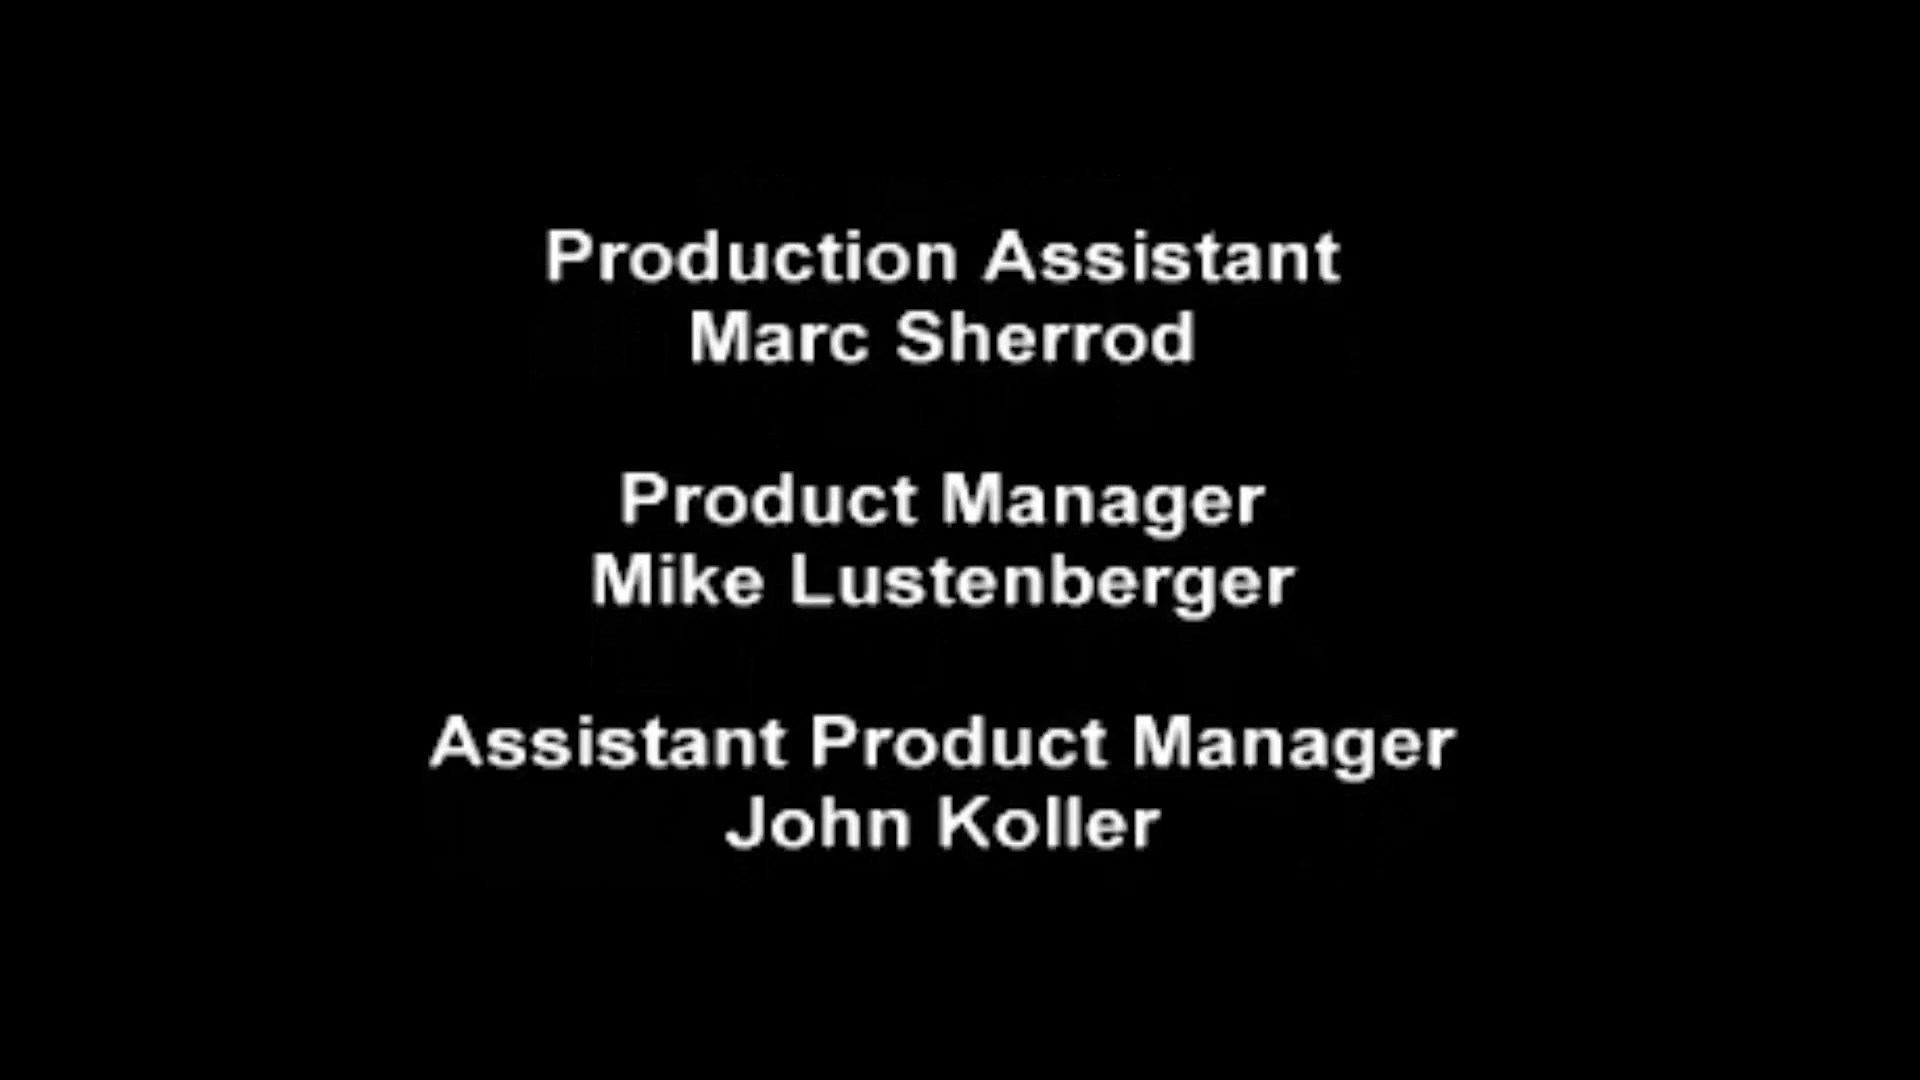 Production Assistant
Marc Sherrod
Product Manager
Mike Lustenberger
Assistant Product Manager
John Koller